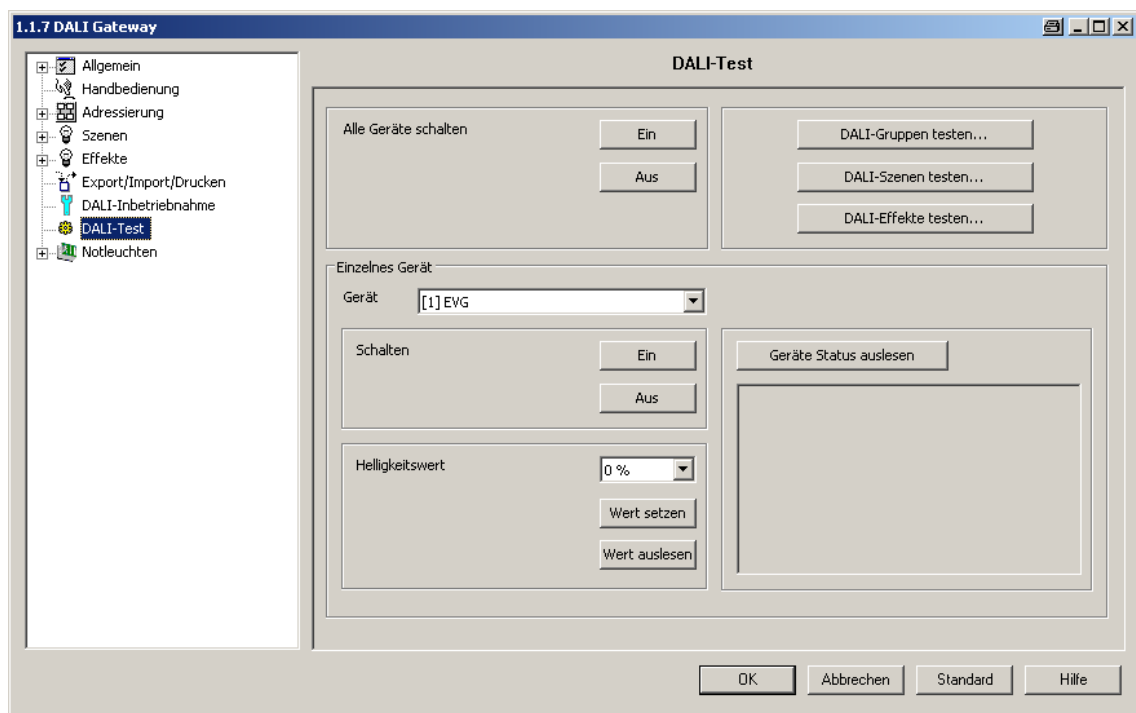 1.1.7 DALI Gateway
Allgemein
Handbedienung
Adressierung
Szenen
Effekte
Export/Import/Drucken
DALI-Inbetriebnahme
DALI-Test
Notleuchten
DALI-Test
Alle Geräte schalten
Ein
Aus
DALI-Gruppen testen...
DALI-Szenen testen...
DALI-Effekte testen...
Einzelnes Gerät
Gerät
[1] EVG
Schalten
Ein
Aus
Geräte Status auslesen
Helligkeitswert
0 %
Wert setzen
Wert auslesen
OK
Abbrechen
Standard
Hilfe